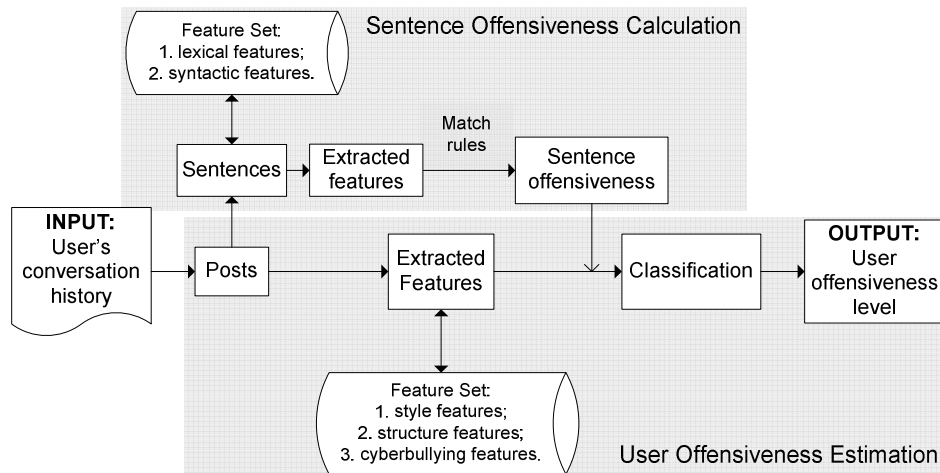 Sentence Offensiveness Calculation
Feature Set:
1. lexical features;
2. syntactic features.
Match
rules
Sentences
Extracted
features
Sentence
offensiveness
INPUT:
User's
conversation
history
Posts
Extracted
Features
Classification
OUTPUT:
User
offensiveness
level
Feature Set:
1. style features;
2. structure features;
3. cyberbullying features.
User Offensiveness Estimation